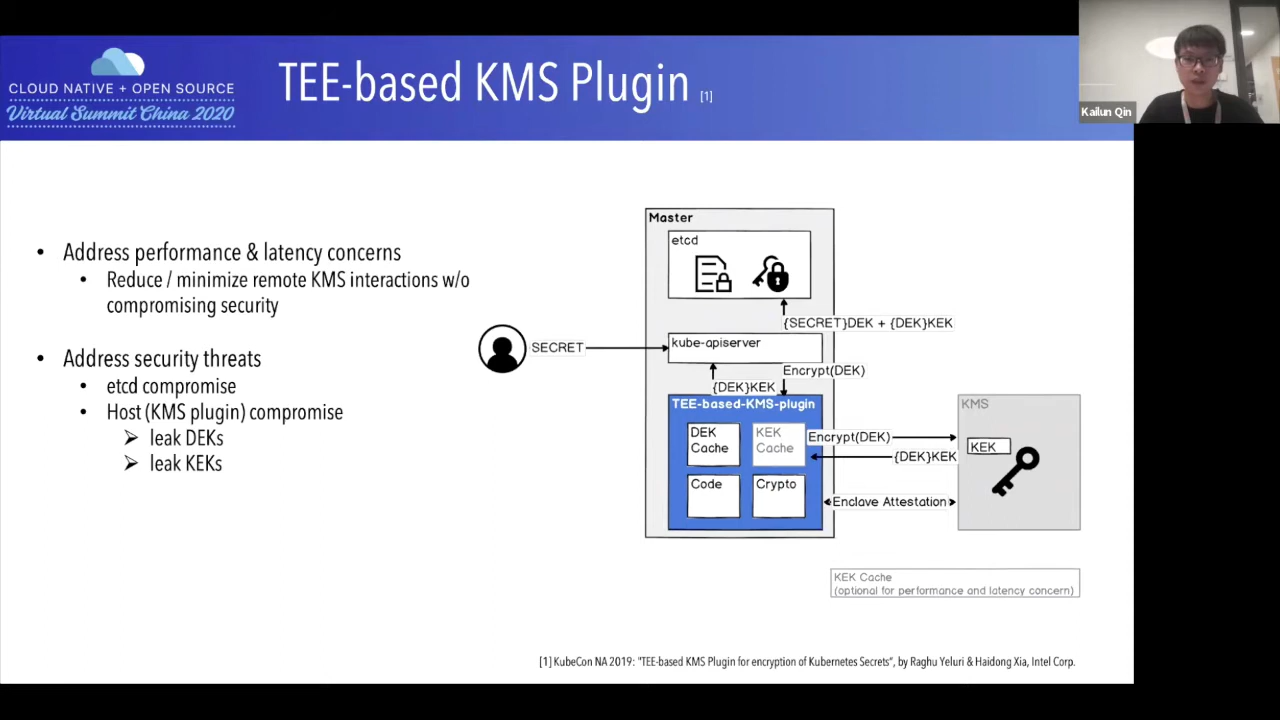 CLOUD NATIVE + OPEN SOURCE
Virtual Summit China 2020
TEE-based KMS Plugin [1]
Kailun Qin
• Address performance & latency concerns
• Reduce / minimize remote KMS interactions w/o
compromising security
• Address security threats
• etcd compromise
• Host (KMS plugin) compromise
➢ leak DEKs
➢ leak KEKs
Master
etcd
{SECRET}DEK + {DEK}KEK
SECRET
kube-apiserver
Encrypt(DEK)
{DEK}KEK
TEE-based-KMS-plugin
DEK
Cache
KEK
Cache
Code
Crypto
Encrypt(DEK)
{DEK}KEK
Enclave Attestation
KMS
KEK
KEK Cache
(optional for performance and latency concern)
[1] KubeCon NA 2019: "TEE-based KMS Plugin for encryption of Kubernetes Secrets", by Raghu Yeluri & Haidong Xia, Intel Corp.